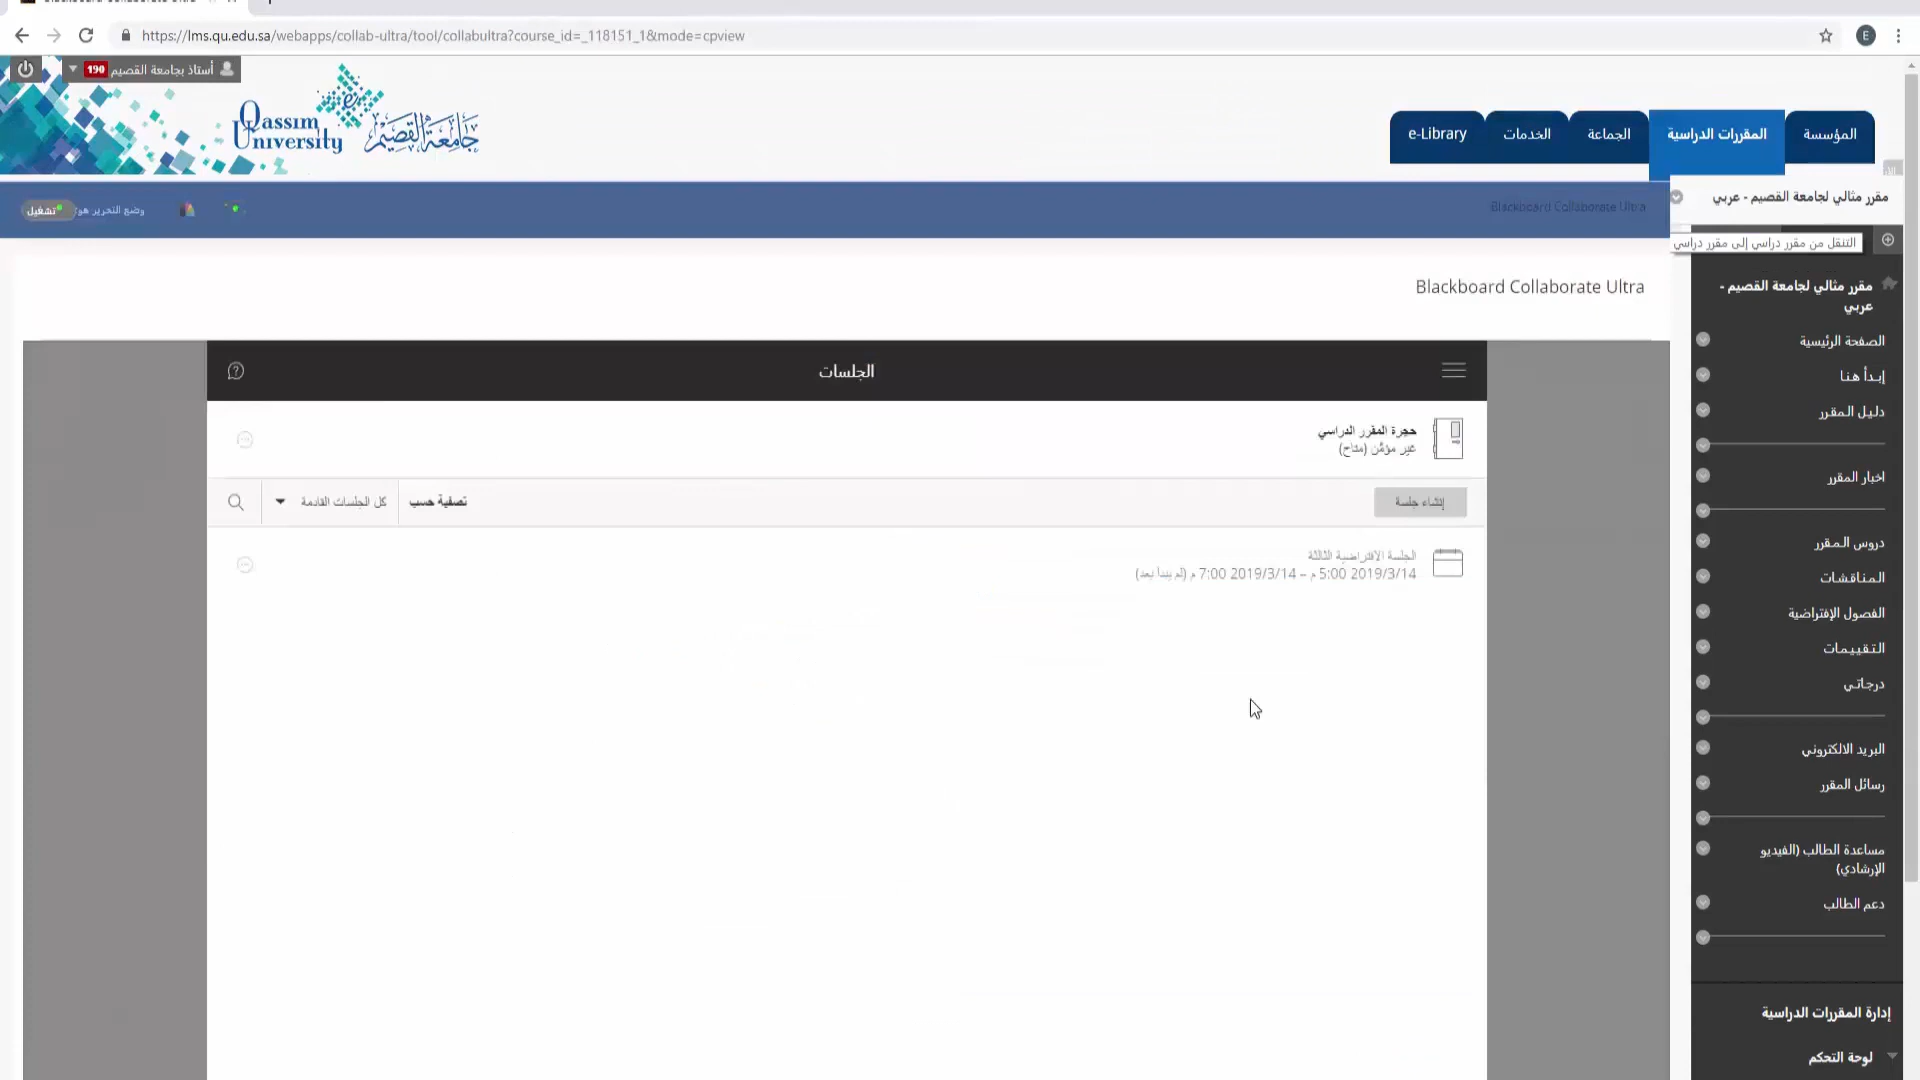 https://lms.qu.edu.sa/webapps/collab-ultra/tool/collabultra?course_id=_118151_1&mode=cpview
E
أستاذ بجامعة القصيم 190
Qassim University
جامعة القصيم
المؤسسة
المقررات الدراسية
الجماعة
الخدمات
e-Library
مقرر مثالي لجامعة القصيم - عربي
Blackboard Collaborate Ultra
وضع التحرير هو: تشغيل
التنقل من مقرر دراسي إلى مقرر دراسي
Blackboard Collaborate Ultra
الجلسات
حجرة المقرر الدراسي
غير مؤمَّن (متاح)
إنشاء جلسة
تصفية حسب
كل الجلسات القادمة
الجلسة الافتراضية الثالثة
2019/3/14 5:00 م – 2019/3/14 7:00 م (لم يبدأ بعد)
مقرر مثالي لجامعة القصيم -
عربي
الصفحة الرئيسية
إبدأ هنا
دليل المقرر
اخبار المقرر
دروس المقرر
المناقشات
الفصول الإفتراضية
التقييمات
درجاتي
البريد الالكتروني
رسائل المقرر
مساعدة الطالب (الفيديو
الإرشادي)
دعم الطالب
إدارة المقررات الدراسية
لوحة التحكم